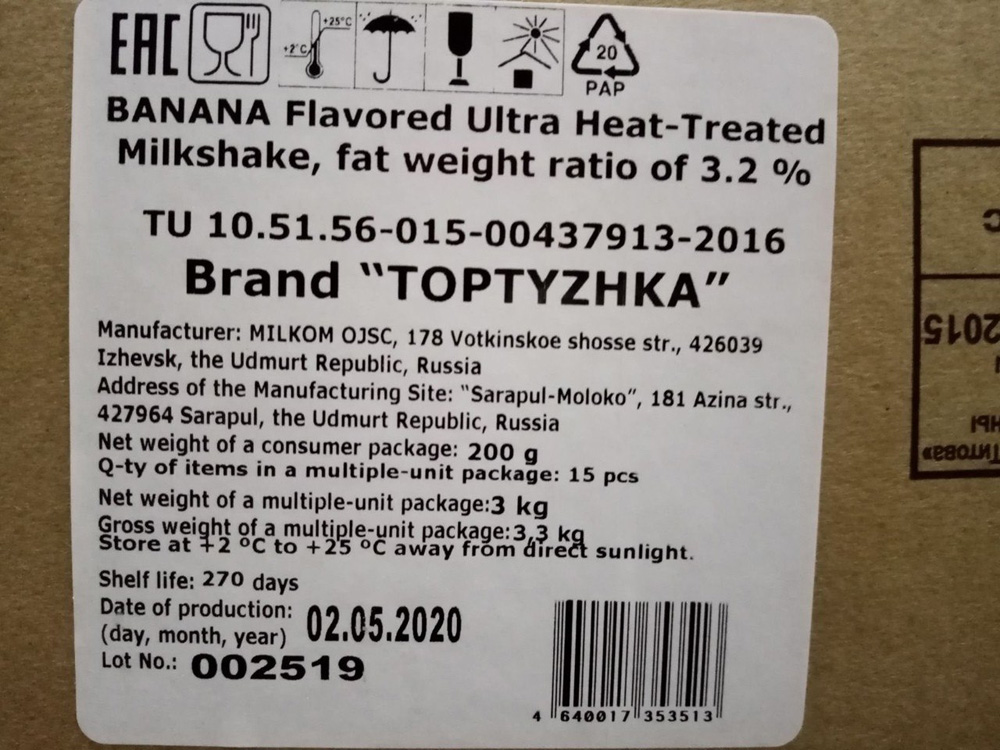 EAC
+2°C
+25°C
20
PAP
BANANA Flavored Ultra Heat-Treated
Milkshake, fat weight ratio of 3.2 %
TU 10.51.56-015-00437913-2016
Brand “TOPTYZHKA”
Manufacturer: MILKOM OJSC, 178 Votkinskoe shosse str., 426039
Izhevsk, the Udmurt Republic, Russia
Address of the Manufacturing Site: “Sarapul-Moloko”, 181 Azina str.,
427964 Sarapul, the Udmurt Republic, Russia
Net weight of a consumer package: 200 g
Q-ty of items in a multiple-unit package: 15 pcs
Net weight of a multiple-unit package:3 kg
Gross weight of a multiple-unit package:3,3 kg
Store at +2 ºC to +25 ºC away from direct sunlight.
Shelf life: 270 days
Date of production:
(day, month, year) 02.05.2020
Lot No.: 002519
4 640017 353513
2015